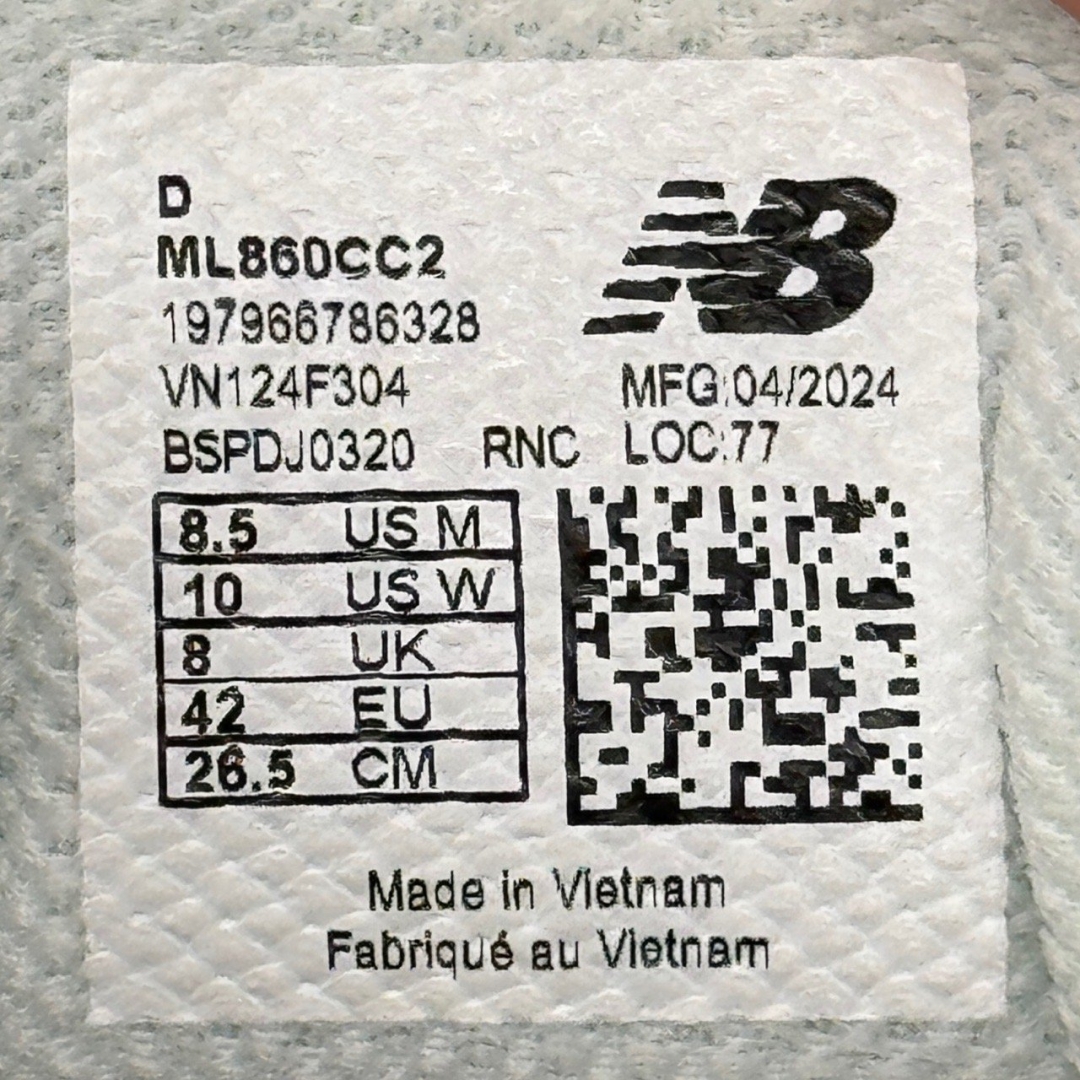 D
ML860CC2
NB
197966786328
VN124F304 MFG:04/2024
BSPDJ0320 RNC LOC:77
8.5 US M
10 US W
8 UK
42 EU
26.5 CM
Made in Vietnam
Fabriqué au Vietnam